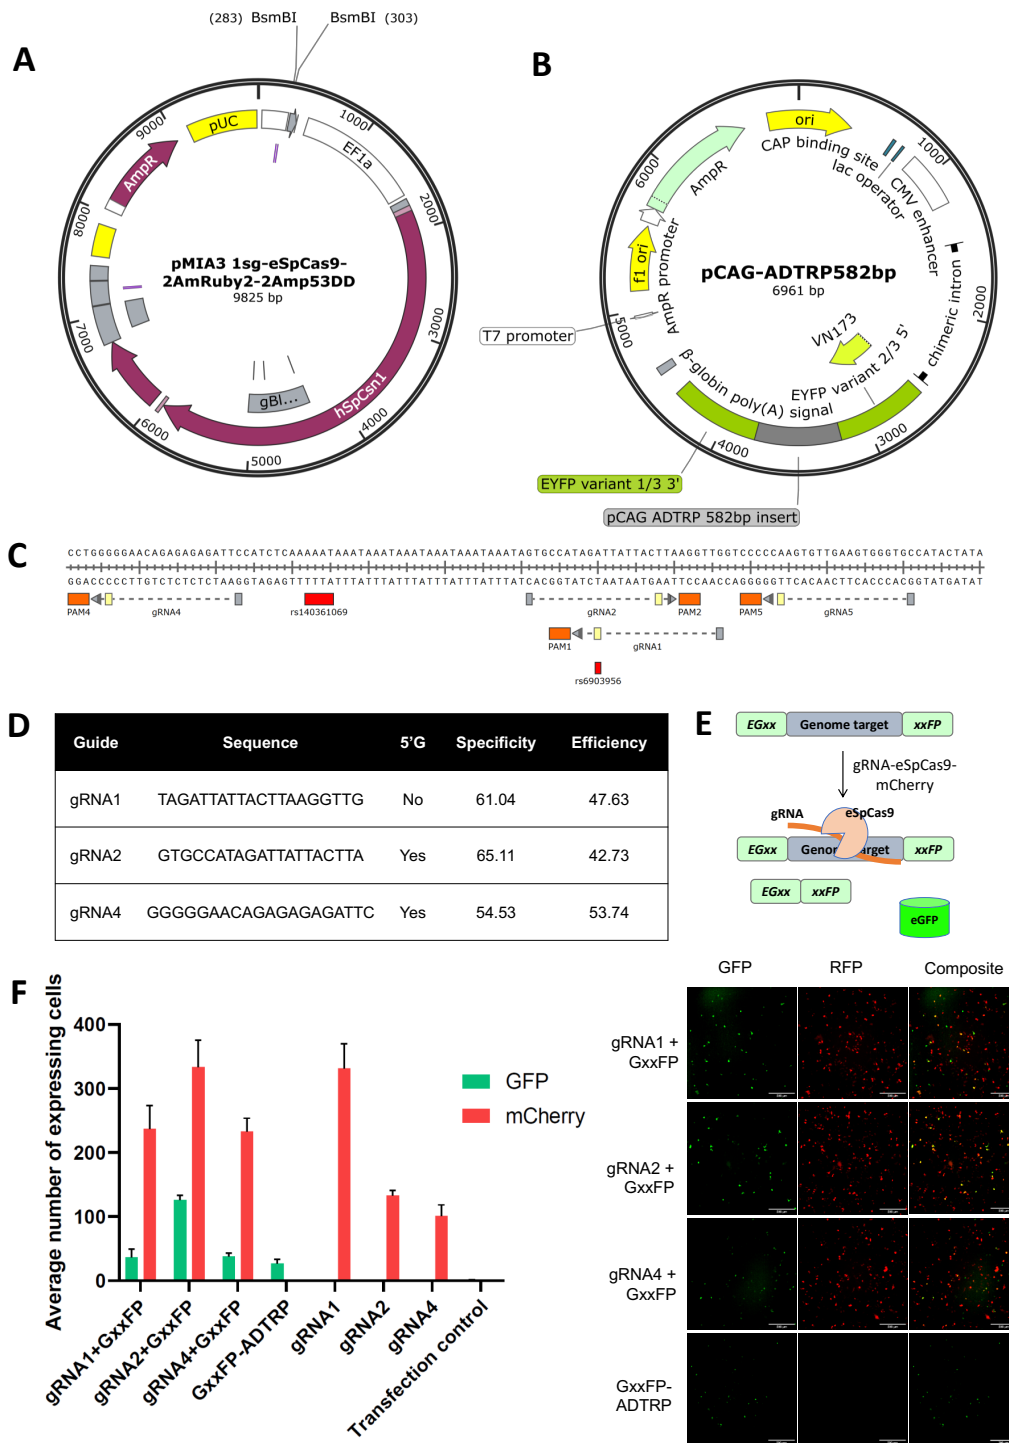 A
(283) BsmBI
BsmBI (303)
pUC
AmpR
EF1a
hSpCsn1
gBl...
9000
1000
2000
3000
4000
5000
6000
7000
8000
pMIA3 1sg-eSpCas9-
2AmRuby2-2Amp53DD
9825 bp
B
ori
CAP binding site
lac operator
CMV enhancer
chimeric intron
VN173
EYFP variant 2/3 5'
β-globin poly(A) signal
AmpR promoter
AmpR
f1 ori
T7 promoter
EYFP variant 1/3 3'
pCAG ADTRP 582bp insert
1000
2000
3000
4000
5000
6000
pCAG-ADTRP582bp
6961 bp
C
CCTGGGGGAACAGAGAGAGATTCCATCTCAAAAAATAAATAAATAAATAAATAAATAAATAGTGCCATAGATTATTACTTAAGGTTGGTCCCCCAAGTGTTGAAGTGGGTGCCATACTATA
GGACCCCCTTGTCTCTCTCTAAGGTAGAGTTTTTTATTTATTTATTTATTTATTTATTTATCACGGTATCTAATAATGAATTCCAACCAGGGGGTTCACAACTTCACCCACGGTATGATAT
PAM4
gRNA4
rs140361069
gRNA2
PAM2
PAM5
gRNA5
PAM1
gRNA1
rs6903956
D
Guide Sequence 5'G Specificity Efficiency
gRNA1 TAGATTATTACTTAAGGTTG No 61.04 47.63
gRNA2 GTGCCATAGATTATTACTTA Yes 65.11 42.73
gRNA4 GGGGGAACAGAGAGAGATTC Yes 54.53 53.74
E
EGxx Genome target xxFP
gRNA-eSpCas9-
mCherry
gRNA
eSpCas9
EGxx
xxFP
EGxx xxFP
eGFP
F
Average number of expressing cells
400
300
200
100
0
GFP
mCherry
gRNA1+GxxFP
gRNA2+GxxFP
gRNA4+GxxFP
GxxFP-ADTRP
gRNA1
gRNA2
gRNA4
Transfection control
GFP RFP Composite
gRNA1 +
GxxFP
gRNA2 +
GxxFP
gRNA4 +
GxxFP
GxxFP-
ADTRP